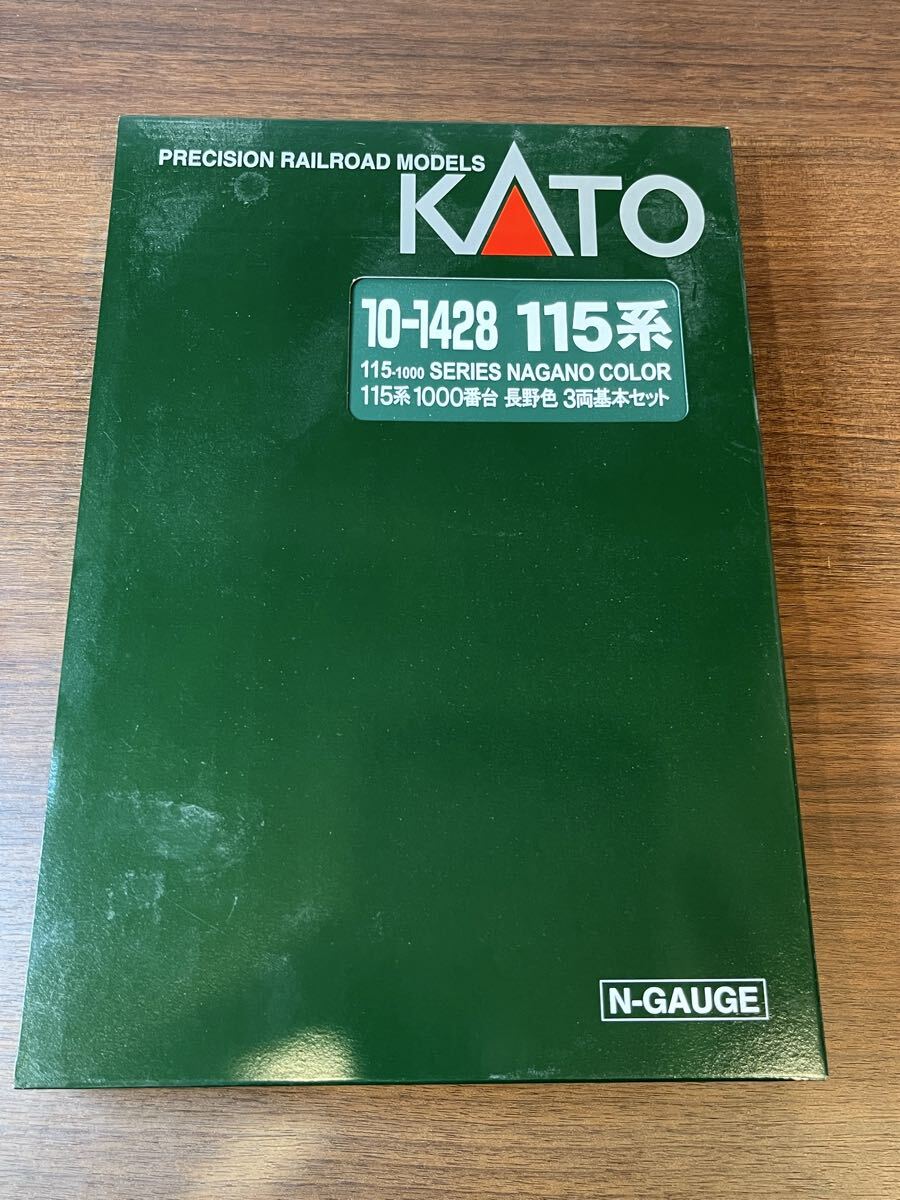 PRECISION RAILROAD MODELS
KATO
10-1428 115系
115-1000 SERIES NAGANO COLOR
115系 1000番台 長野色 3両基本セット
N-GAUGE